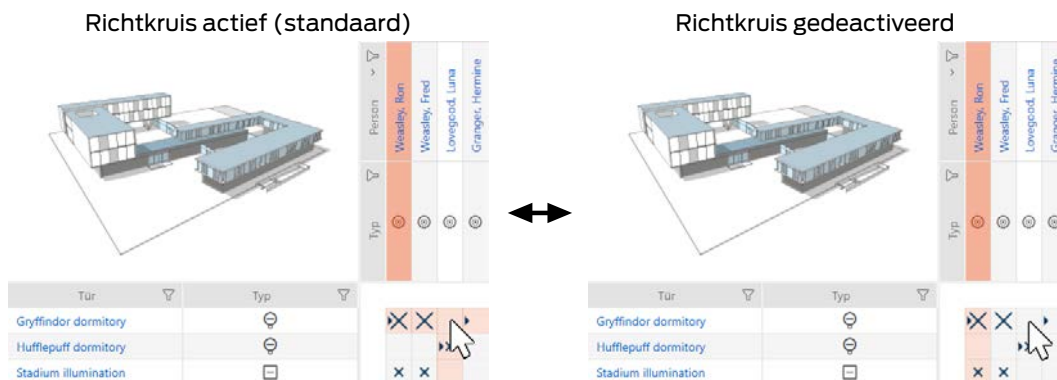 Richtkruis actief (standaard)
Richtkruis gedeactiveerd
Person
Weasley, Ron
Weasley, Fred
Lovegood, Luna
Granger, Hermine
Typ
Tür Typ
Gryffindor dormitory
Hufflepuff dormitory
Stadium illumination
Person
Weasley, Ron
Weasley, Fred
Lovegood, Luna
Granger, Hermine
Typ
Tür Typ
Gryffindor dormitory
Hufflepuff dormitory
Stadium illumination